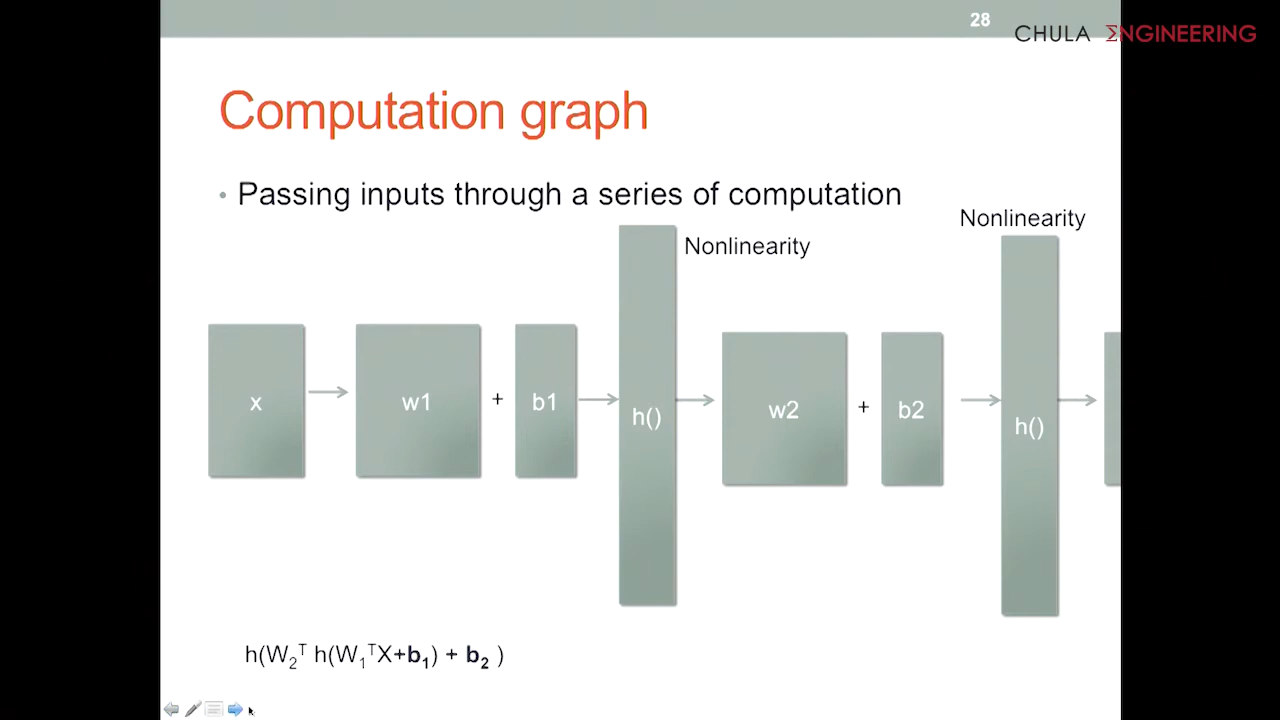 28
CHULA ΣNGINEERING
Computation graph
• Passing inputs through a series of computation
Nonlinearity
Nonlinearity
x
w1
+
b1
h()
w2
+
b2
h()
h(W₂ᵀ h(W₁ᵀX+b₁) + b₂ )